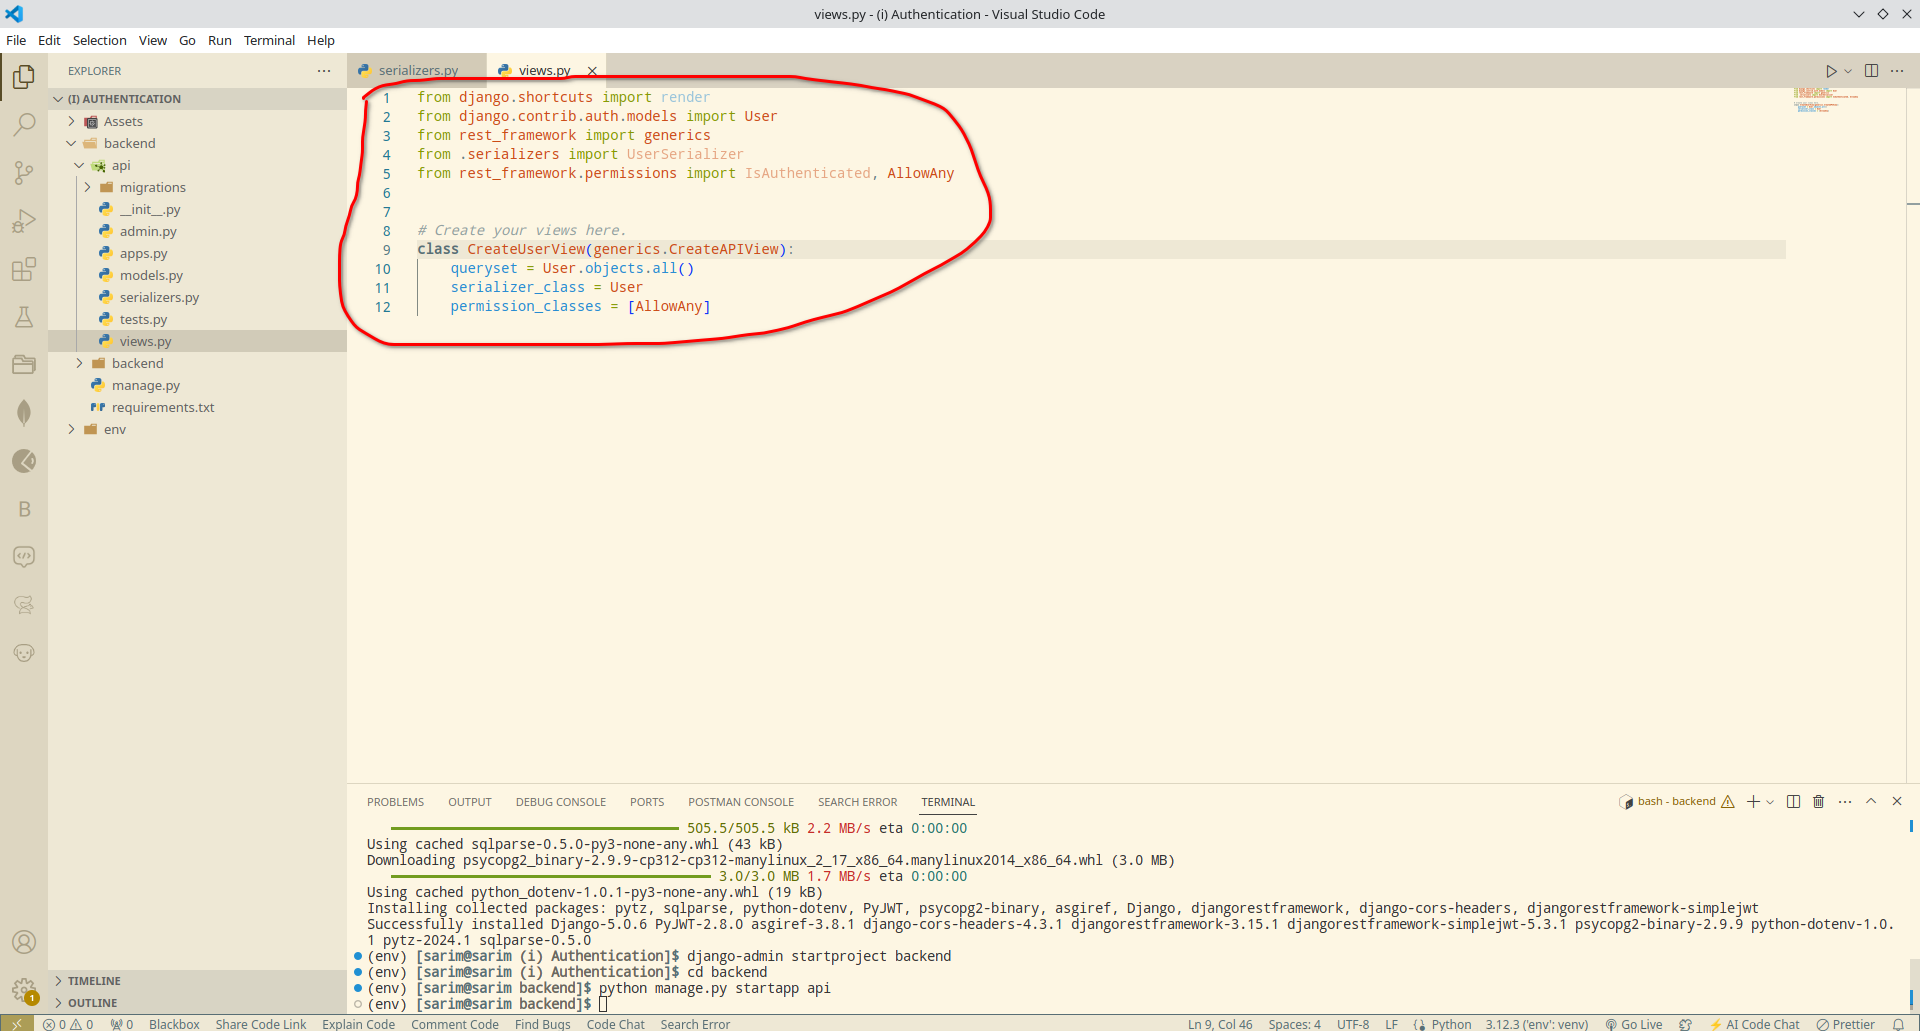 views.py - (i) Authentication - Visual Studio Code
File Edit Selection View Go Run Terminal Help
EXPLORER
(I) AUTHENTICATION
Assets
backend
api
migrations
__init__.py
admin.py
apps.py
models.py
serializers.py
tests.py
views.py
backend
manage.py
requirements.txt
env
TIMELINE
OUTLINE
B
1
serializers.py views.py
1 from django.shortcuts import render
2 from django.contrib.auth.models import User
3 from rest_framework import generics
4 from .serializers import UserSerializer
5 from rest_framework.permissions import IsAuthenticated, AllowAny
6
7
8 # Create your views here.
9 class CreateUserView(generics.CreateAPIView):
10 queryset = User.objects.all()
11 serializer_class = User
12 permission_classes = [AllowAny]
PROBLEMS OUTPUT DEBUG CONSOLE PORTS POSTMAN CONSOLE SEARCH ERROR TERMINAL bash - backend
505.5/505.5 kB 2.2 MB/s eta 0:00:00
Using cached sqlparse-0.5.0-py3-none-any.whl (43 kB)
Downloading psycopg2_binary-2.9.9-cp312-cp312-manylinux_2_17_x86_64.manylinux2014_x86_64.whl (3.0 MB)
3.0/3.0 MB 1.7 MB/s eta 0:00:00
Using cached python_dotenv-1.0.1-py3-none-any.whl (19 kB)
Installing collected packages: pytz, sqlparse, python-dotenv, PyJWT, psycopg2-binary, asgiref, Django, djangorestframework, django-cors-headers, djangorestframework-simplejwt
Successfully installed Django-5.0.6 PyJWT-2.8.0 asgiref-3.8.1 django-cors-headers-4.3.1 djangorestframework-3.15.1 djangorestframework-simplejwt-5.3.1 psycopg2-binary-2.9.9 python-dotenv-1.0.
1 pytz-2024.1 sqlparse-0.5.0
(env) [sarim@sarim (i) Authentication]$ django-admin startproject backend
(env) [sarim@sarim (i) Authentication]$ cd backend
(env) [sarim@sarim backend]$ python manage.py startapp api
(env) [sarim@sarim backend]$
0 0 0 Blackbox Share Code Link Explain Code Comment Code Find Bugs Code Chat Search Error Ln 9, Col 46 Spaces: 4 UTF-8 LF Python 3.12.3 ('env': venv) Go Live AI Code Chat Prettier